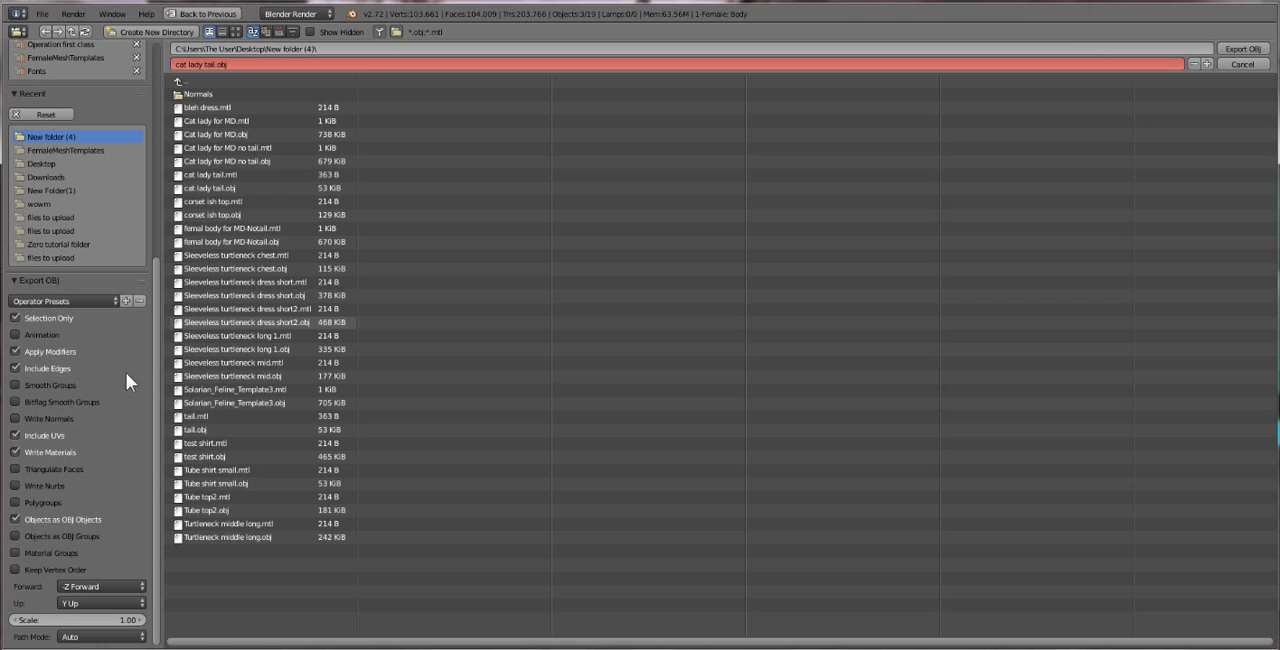 File Render Window Help Back to Previous Blender Render v2.72 | Verts:103,661 | Faces:104,009 | Tris:203,766 | Objects:3/19 | Lamps:0/0 | Mem:63.56M | 1-Female: Body
Create New Directory Show Hidden *.obj;*.mtl
Operation first class
FemaleMeshTemplates
Fonts
Recent
Reset
New folder (4)
FemaleMeshTemplates
Desktop
Downloads
New Folder(1)
wowm
files to upload
files to upload
Zero tutorial folder
files to upload
Export OBJ
Operator Presets
Selection Only
Animation
Apply Modifiers
Include Edges
Smooth Groups
Bitflag Smooth Groups
Write Normals
Include UVs
Write Materials
Triangulate Faces
Write Nurbs
Polygroups
Objects as OBJ Objects
Objects as OBJ Groups
Material Groups
Keep Vertex Order
Forward: -Z Forward
Up: Y Up
Scale: 1.00
Path Mode: Auto
C:\Users\The User\Desktop\New folder (4)\ Export OBJ
cat lady tail.obj Cancel
..
Normals
bleh dress.mtl 214 B
Cat lady for MD.mtl 1 KiB
Cat lady for MD.obj 738 KiB
Cat lady for MD no tail.mtl 1 KiB
Cat lady for MD no tail.obj 679 KiB
cat lady tail.mtl 363 B
cat lady tail.obj 53 KiB
corset ish top.mtl 214 B
corset ish top.obj 129 KiB
femal body for MD-Notail.mtl 1 KiB
femal body for MD-Notail.obj 670 KiB
Sleeveless turtleneck chest.mtl 214 B
Sleeveless turtleneck chest.obj 115 KiB
Sleeveless turtleneck dress short.mtl 214 B
Sleeveless turtleneck dress short.obj 378 KiB
Sleeveless turtleneck dress short2.mtl 214 B
Sleeveless turtleneck dress short2.obj 468 KiB
Sleeveless turtleneck long 1.mtl 214 B
Sleeveless turtleneck long 1.obj 335 KiB
Sleeveless turtleneck mid.mtl 214 B
Sleeveless turtleneck mid.obj 177 KiB
Solarian_Feline_Template3.mtl 1 KiB
Solarian_Feline_Template3.obj 705 KiB
tail.mtl 363 B
tail.obj 53 KiB
test shirt.mtl 214 B
test shirt.obj 465 KiB
Tube shirt small.mtl 214 B
Tube shirt small.obj 53 KiB
Tube top2.mtl 214 B
Tube top2.obj 181 KiB
Turtleneck middle long.mtl 214 B
Turtleneck middle long.obj 242 KiB